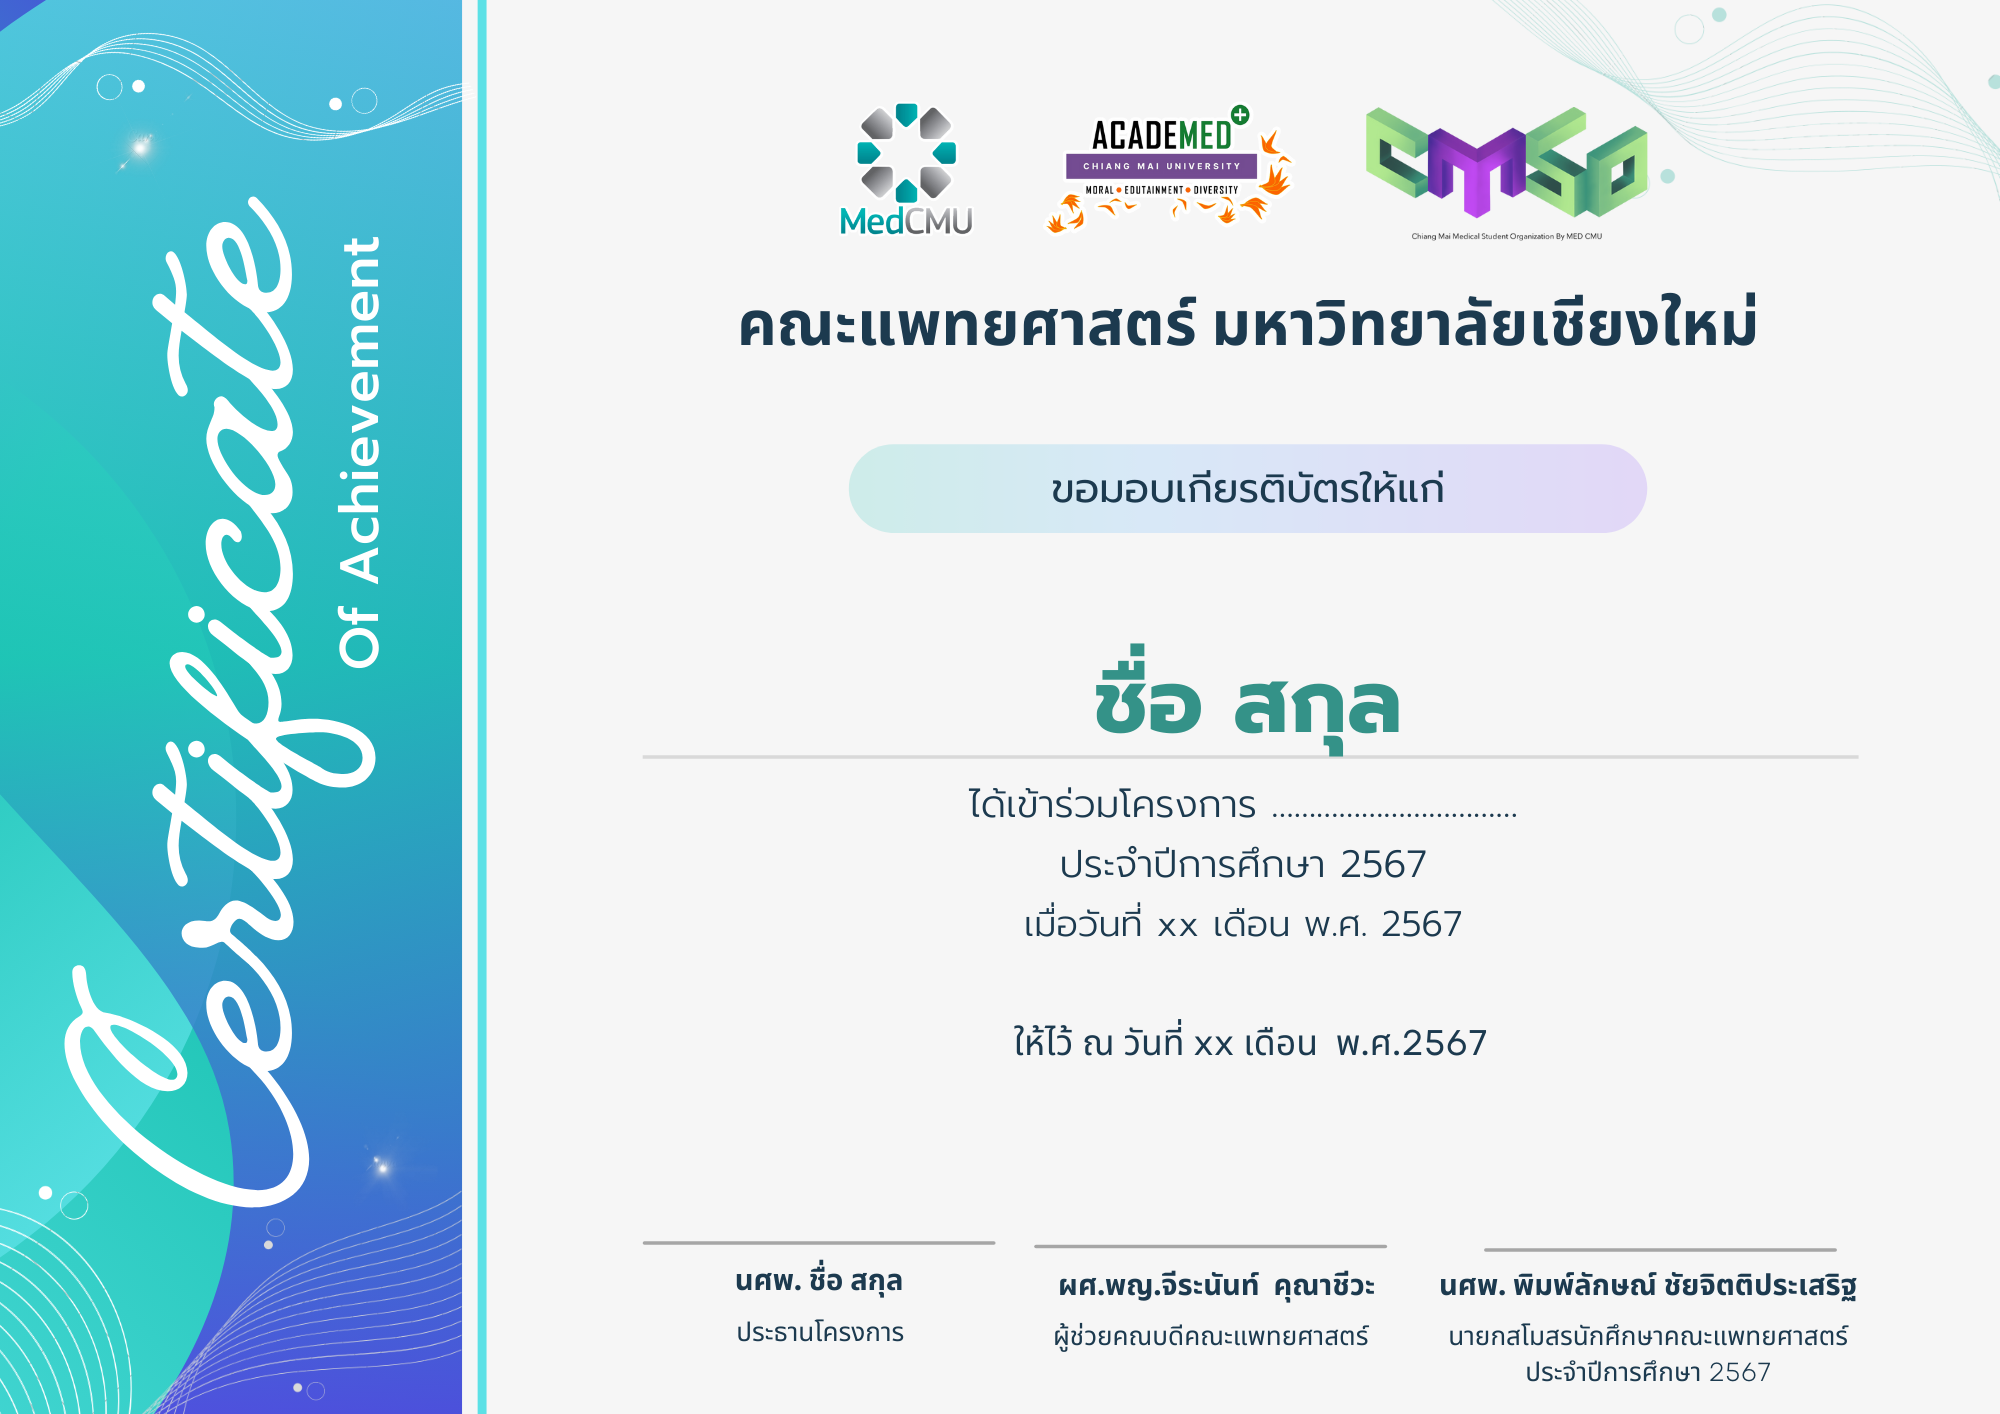 Certificate
Of Achievement
MedCMU
ACADEMED
CHIANG MAI UNIVERSITY
MORAL • EDUTAINMENT • DIVERSITY
CMSO
Chiang Mai Medical Student Organization By MED CMU
คณะแพทยศาสตร์ มหาวิทยาลัยเชียงใหม่
ขอมอบเกียรติบัตรให้แก่
ชื่อ สกุล
ได้เข้าร่วมโครงการ .................................
ประจำปีการศึกษา 2567
เมื่อวันที่ xx เดือน พ.ศ. 2567
ให้ไว้ ณ วันที่ xx เดือน พ.ศ.2567
นศพ. ชื่อ สกุล
ประธานโครงการ
ผศ.พญ.จีระนันท์ คุณาชีวะ
ผู้ช่วยคณบดีคณะแพทยศาสตร์
นศพ. พิมพ์ลักษณ์ ชัยจิตติประเสริฐ
นายกสโมสรนักศึกษาคณะแพทยศาสตร์
ประจำปีการศึกษา 2567